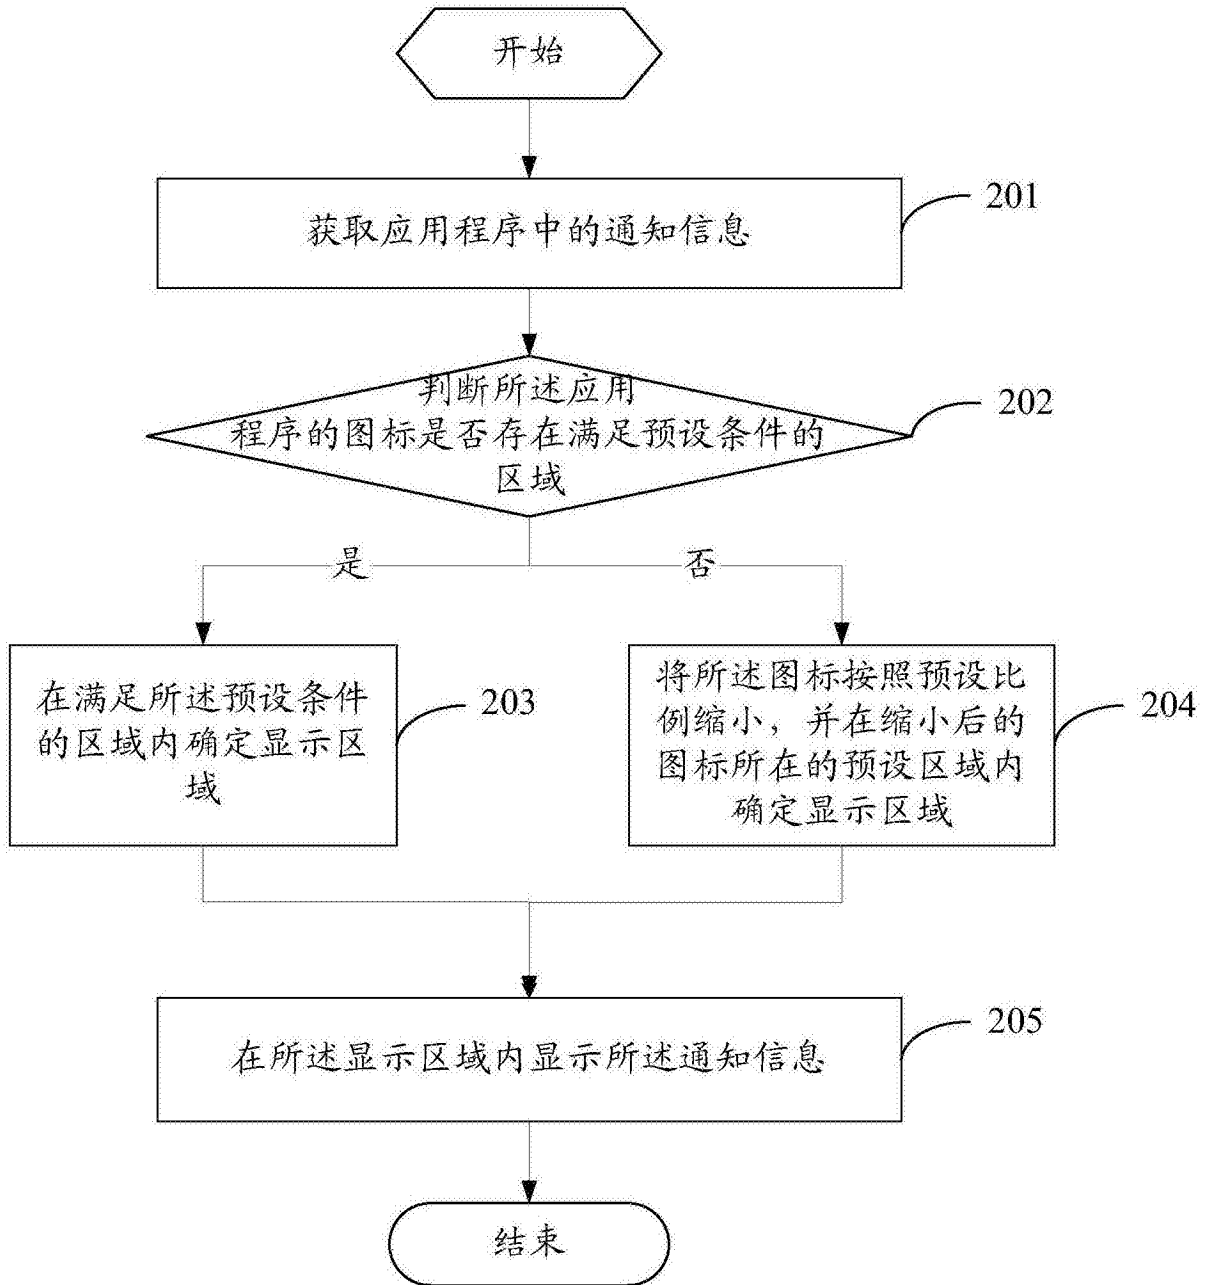 开始
获取应用程序中的通知信息
201
判断所述应用
程序的图标是否存在满足预设条件的
区域
202
是
否
在满足所述预设条件
的区域内确定显示区
域
203
将所述图标按照预设比
例缩小，并在缩小后的
图标所在的预设区域内
确定显示区域
204
在所述显示区域内显示所述通知信息
205
结束